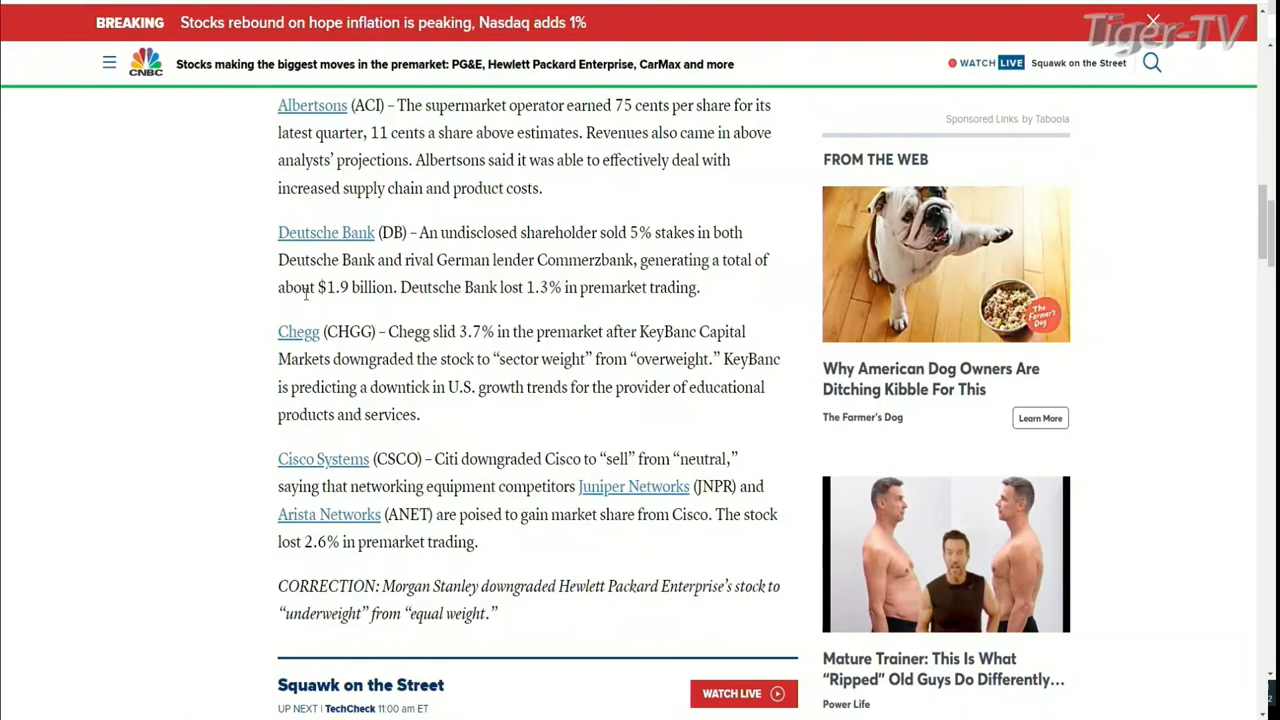 BREAKING Stocks rebound on hope inflation is peaking, Nasdaq adds 1%
Tiger-TV
CNBC
Stocks making the biggest moves in the premarket: PG&E, Hewlett Packard Enterprise, CarMax and more
WATCH LIVE Squawk on the Street
Albertsons (ACI) – The supermarket operator earned 75 cents per share for its
latest quarter, 11 cents a share above estimates. Revenues also came in above
analysts’ projections. Albertsons said it was able to effectively deal with
increased supply chain and product costs.
Deutsche Bank (DB) – An undisclosed shareholder sold 5% stakes in both
Deutsche Bank and rival German lender Commerzbank, generating a total of
about $1.9 billion. Deutsche Bank lost 1.3% in premarket trading.
Chegg (CHGG) – Chegg slid 3.7% in the premarket after KeyBanc Capital
Markets downgraded the stock to “sector weight” from “overweight.” KeyBanc
is predicting a downtick in U.S. growth trends for the provider of educational
products and services.
Cisco Systems (CSCO) – Citi downgraded Cisco to “sell” from “neutral,”
saying that networking equipment competitors Juniper Networks (JNPR) and
Arista Networks (ANET) are poised to gain market share from Cisco. The stock
lost 2.6% in premarket trading.
CORRECTION: Morgan Stanley downgraded Hewlett Packard Enterprise’s stock to
“underweight” from “equal weight.”
Squawk on the Street
UP NEXT | TechCheck 11:00 am ET
WATCH LIVE
Sponsored Links by Taboola
FROM THE WEB
The
Farmer's
Dog
Why American Dog Owners Are
Ditching Kibble For This
The Farmer's Dog
Learn More
Mature Trainer: This Is What
“Ripped” Old Guys Do Differently…
Power Life